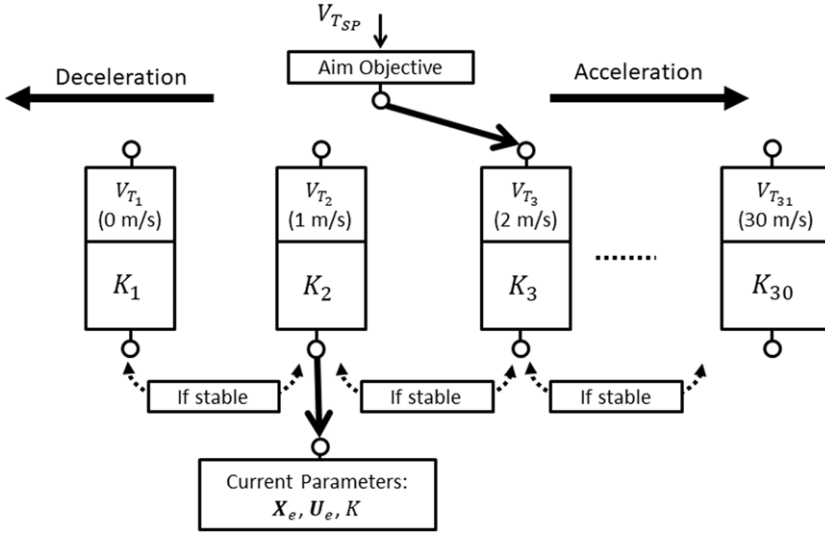 V_{T_{SP}}
Aim Objective
Deceleration
Acceleration
V_{T_1}
(0 m/s)
V_{T_2}
(1 m/s)
V_{T_3}
(2 m/s)
V_{T_{31}}
(30 m/s)
K_1
K_2
K_3
K_{30}
If stable
If stable
If stable
Current Parameters:
X_e, U_e, K